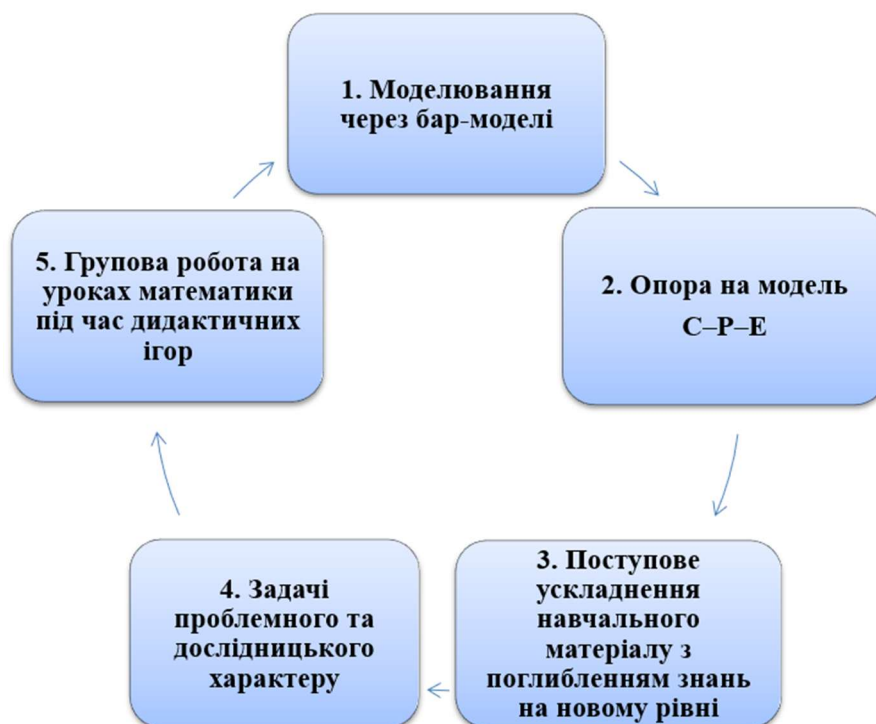 1. Моделювання
через бар-моделі
2. Опора на модель
С–Р–Е
3. Поступове
ускладнення
навчального
матеріалу з
поглибленням знань
на новому рівні
4. Задачі
проблемного та
дослідницького
характеру
5. Групова робота на
уроках математики
під час дидактичних
ігор